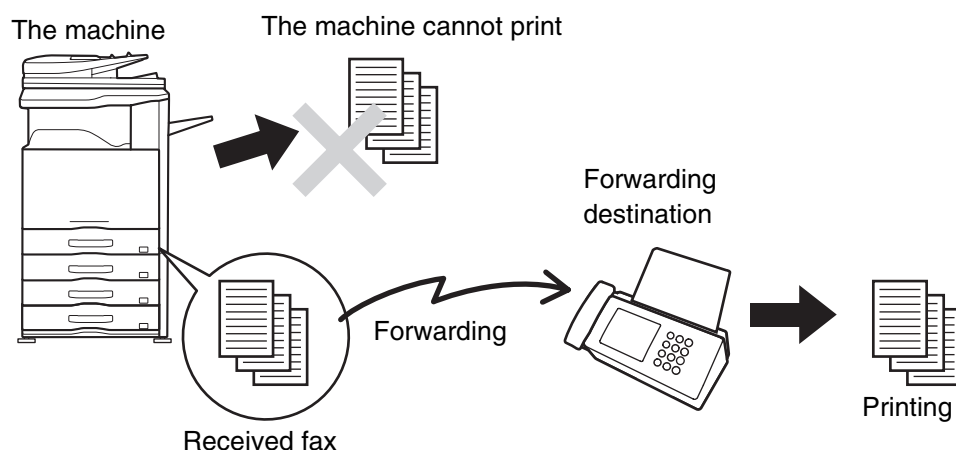 The machine
The machine cannot print
Forwarding
destination
Forwarding
Printing
Received fax